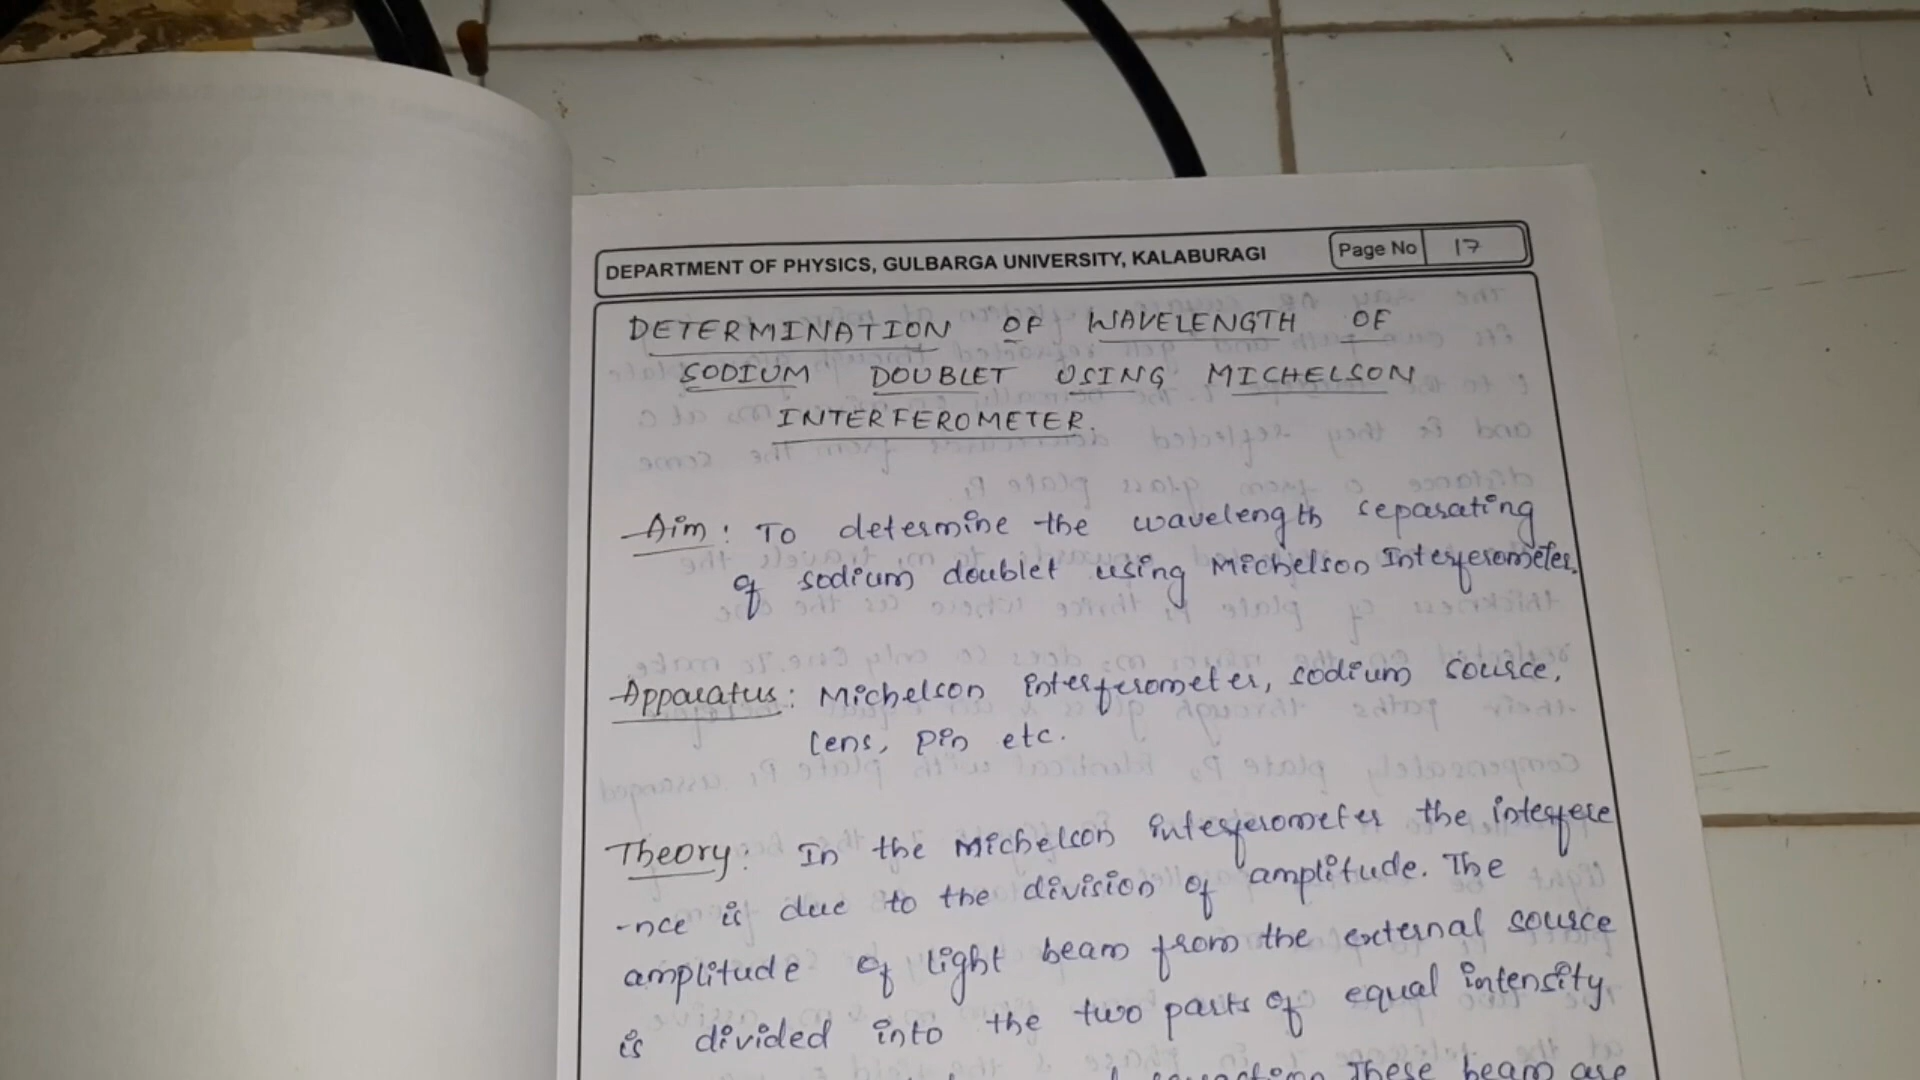 DEPARTMENT OF PHYSICS, GULBARGA UNIVERSITY, KALABURAGI Page No 17
DETERMINATION OF WAVELENGTH OF
SODIUM DOUBLET USING MICHELSON
INTERFEROMETER.
Aim: To determine the wavelength separating
of sodium doublet using Michelson Interferometer.
Apparatus: Michelson interferometer, sodium source,
lens, pin etc.
Theory: In the Michelson interferometer the interfere
-nce is due to the division of amplitude. The
amplitude of light beam from the external source
is divided into the two parts of equal intensity
These beam are